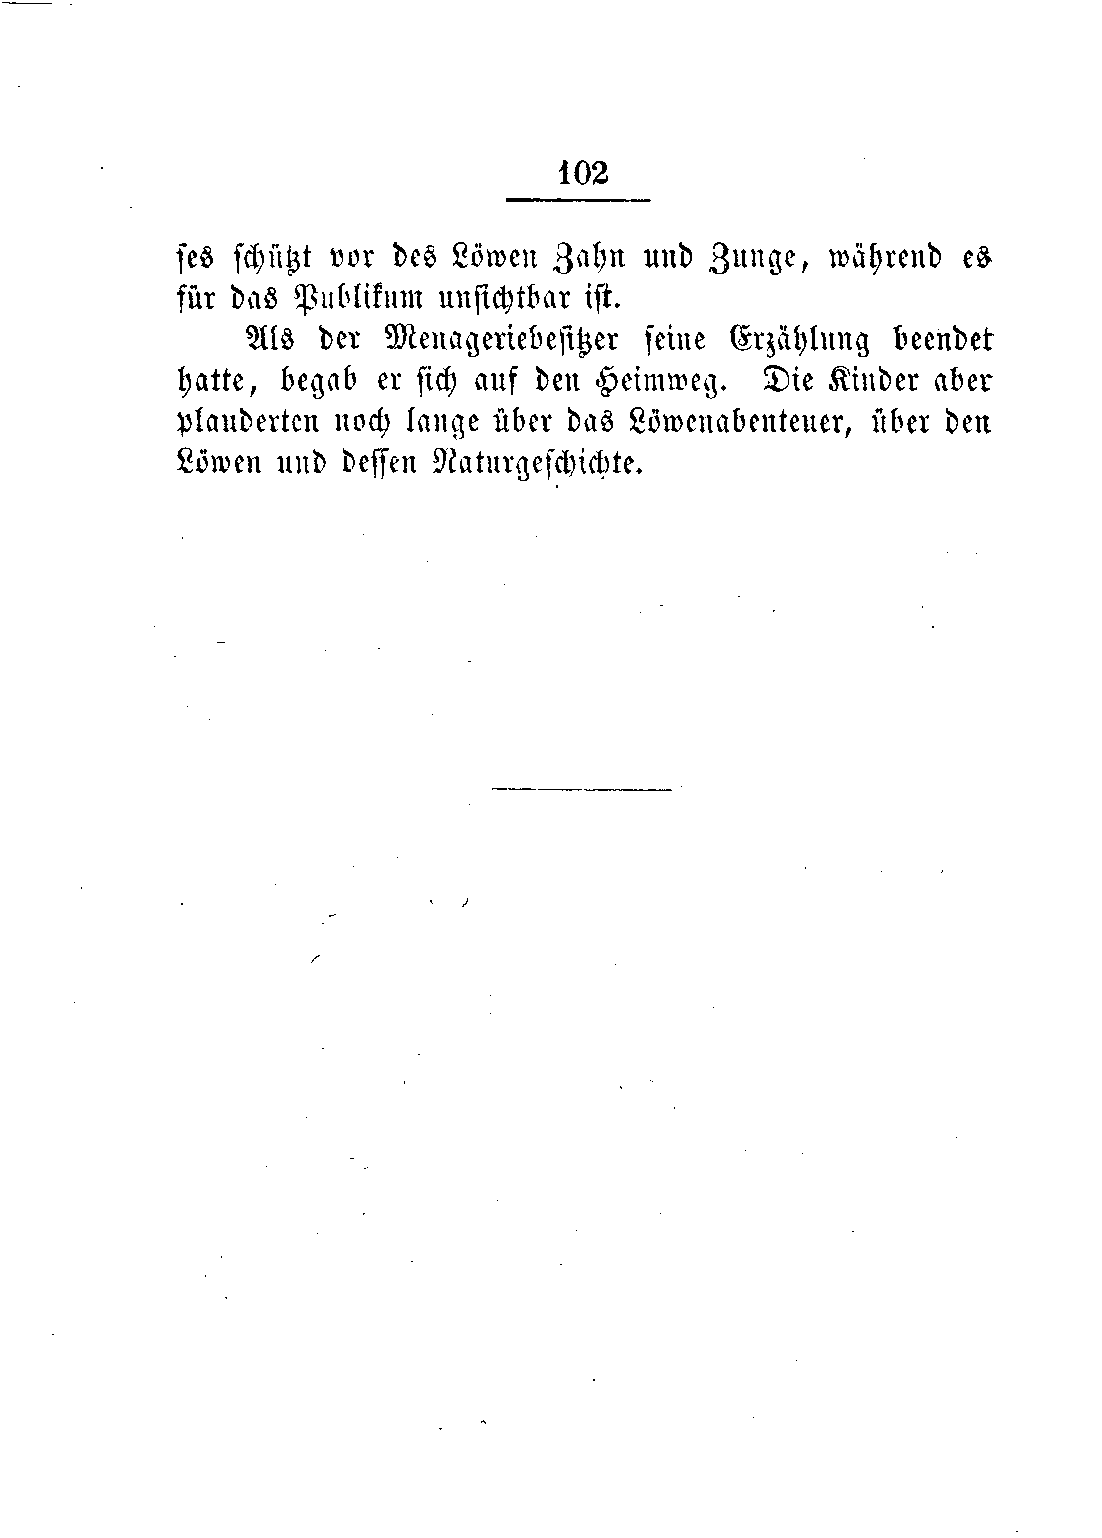 102
ses schützt vor des Löwen Zahn und Zunge, während es
für das Publikum unsichtbar ist.
Als der Menageriebesitzer seine Erzählung beendet
hatte, begab er sich auf den Heimweg. Die Kinder aber
plauderten noch lange über das Löwenabenteuer, über den
Löwen und dessen Naturgeschichte.